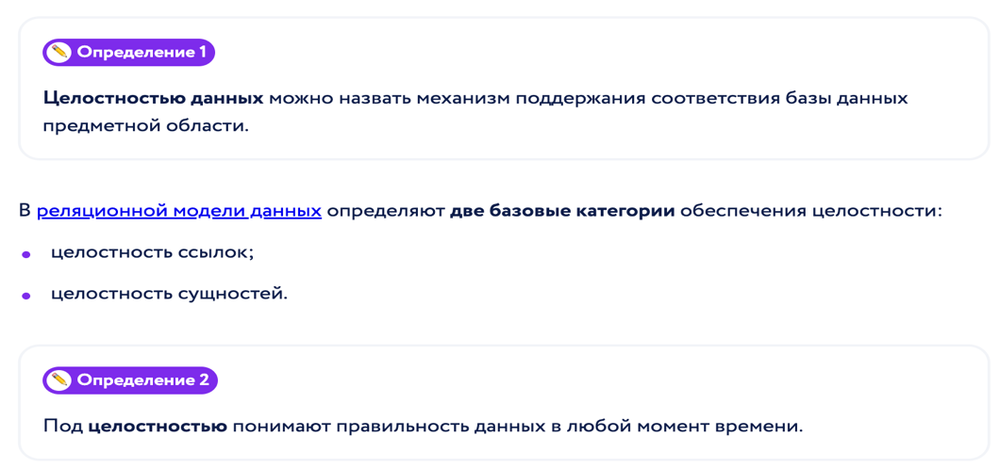 Определение 1
Целостностью данных можно назвать механизм поддержания соответствия базы данных
предметной области.
В реляционной модели данных определяют две базовые категории обеспечения целостности:
целостность ссылок;
целостность сущностей.
Определение 2
Под целостностью понимают правильность данных в любой момент времени.